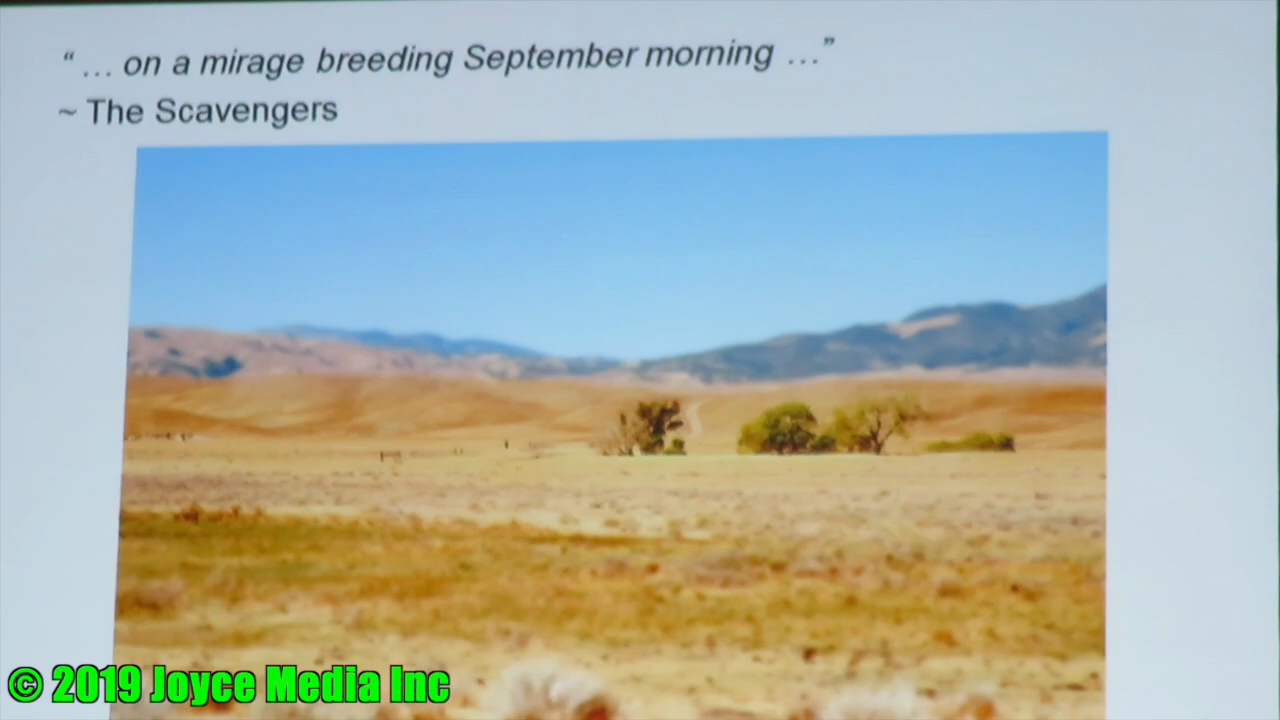 “ … on a mirage breeding September morning …”
~ The Scavengers
© 2019 Joyce Media Inc